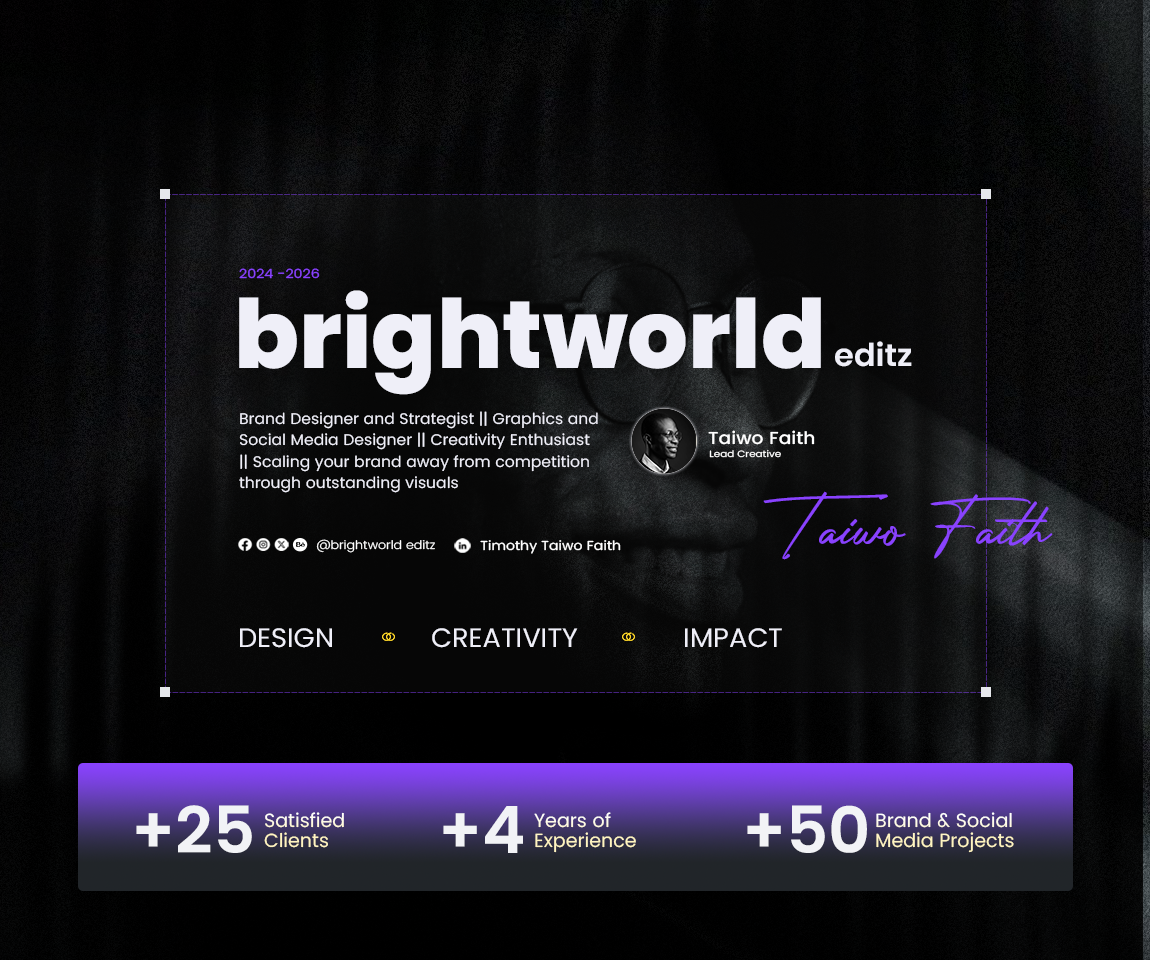 2024 -2026
brightworld editz
Brand Designer and Strategist || Graphics and
Social Media Designer || Creativity Enthusiast
|| Scaling your brand away from competition
through outstanding visuals
Taiwo Faith
Lead Creative
Taiwo Faith
Bē @brightworld editz in Timothy Taiwo Faith
DESIGN CREATIVITY IMPACT
+25 Satisfied
Clients
+4 Years of
Experience
+50 Brand & Social
Media Projects